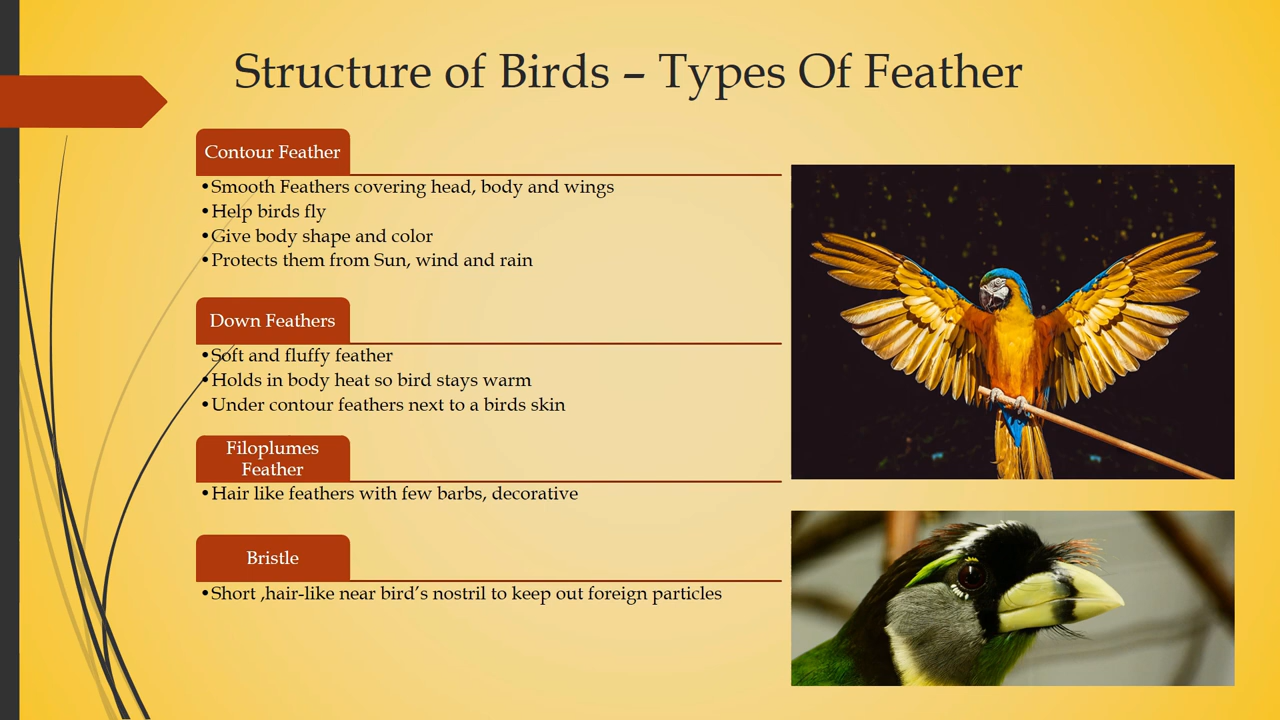 Structure of Birds – Types Of Feather
Contour Feather
•Smooth Feathers covering head, body and wings
•Help birds fly
•Give body shape and color
•Protects them from Sun, wind and rain
Down Feathers
•Soft and fluffy feather
•Holds in body heat so bird stays warm
•Under contour feathers next to a birds skin
Filoplumes
Feather
•Hair like feathers with few barbs, decorative
Bristle
•Short ,hair-like near bird’s nostril to keep out foreign particles